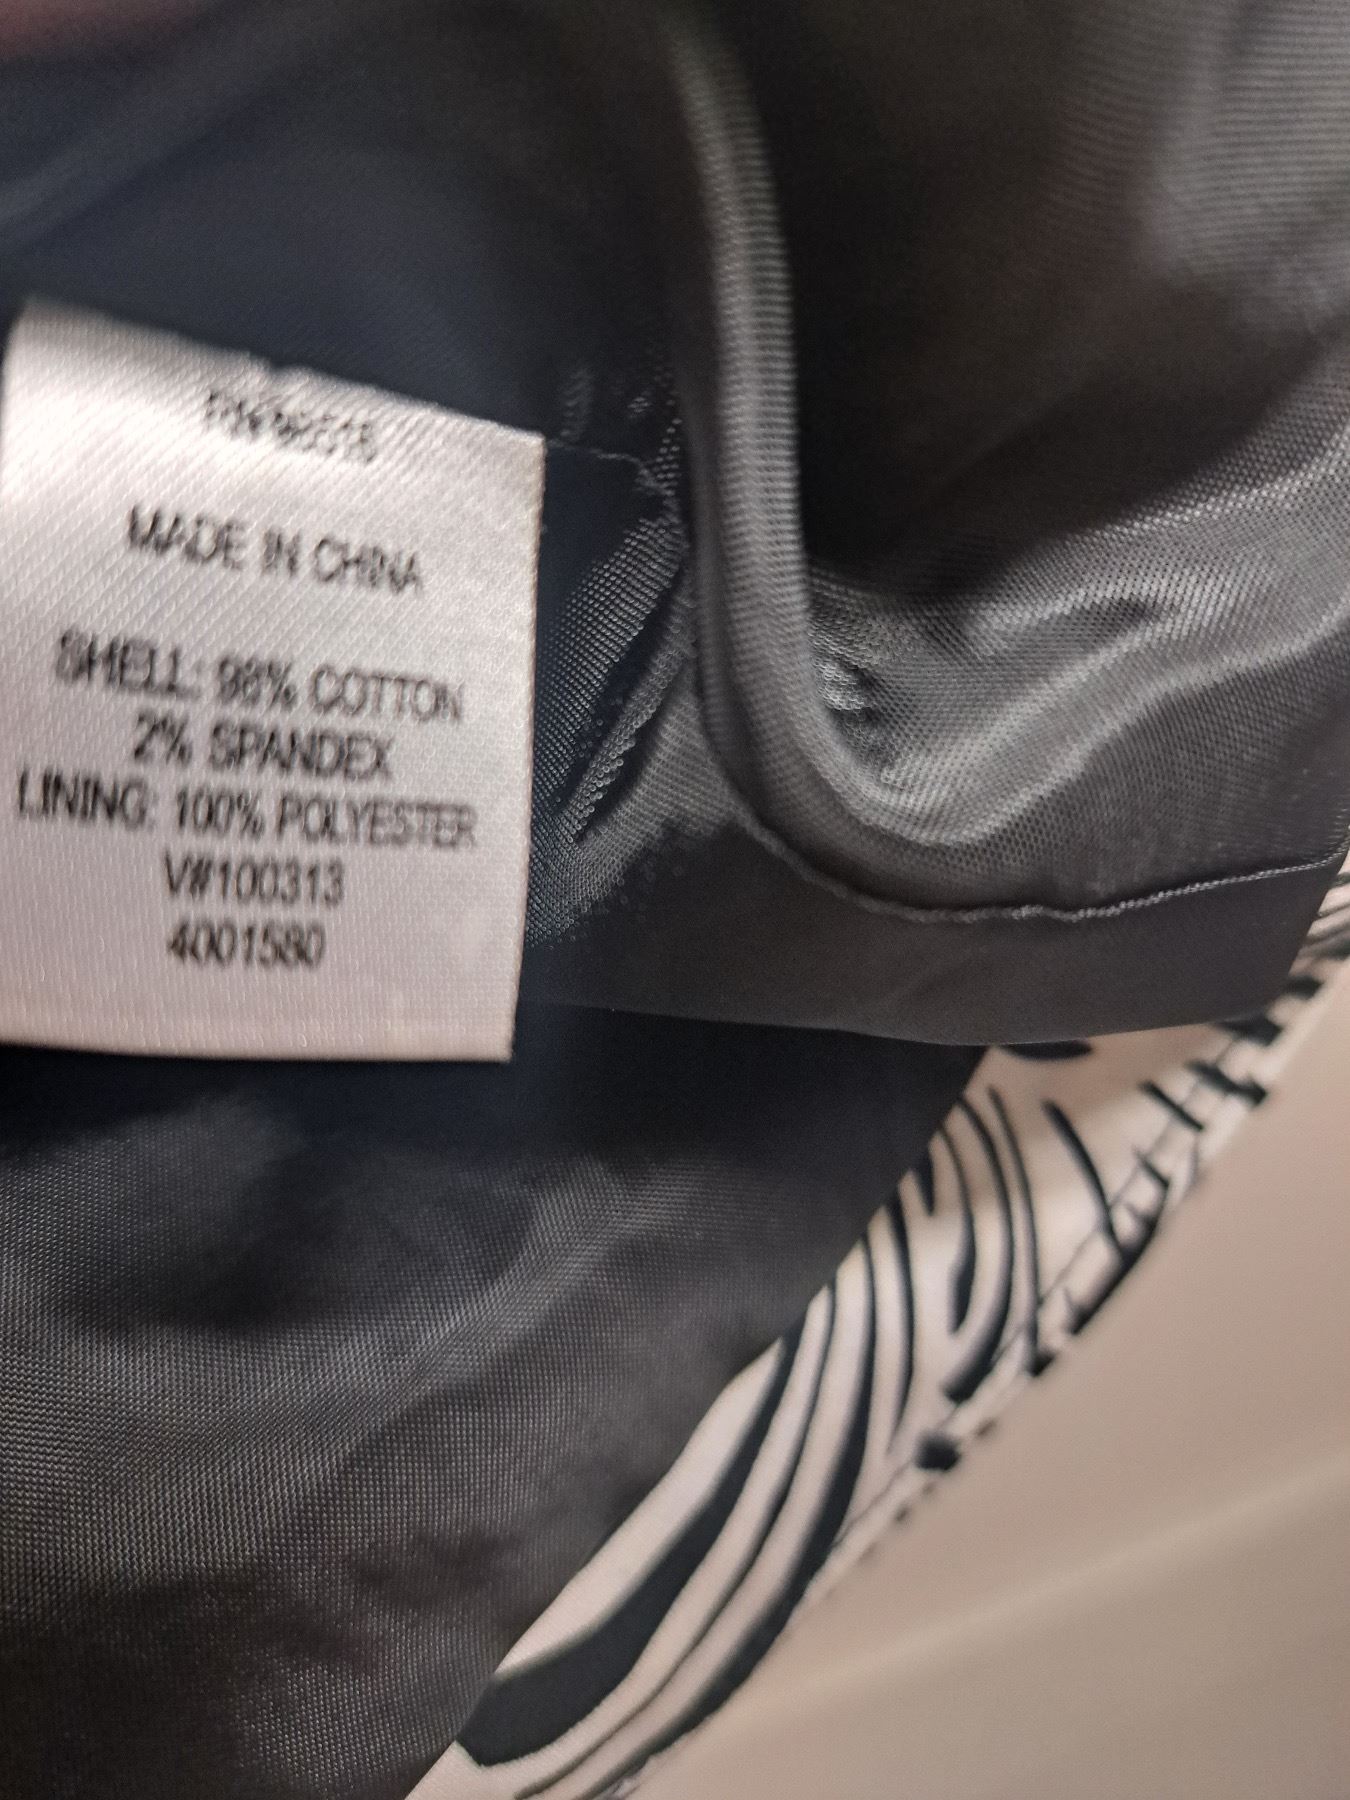 MADE IN CHINA
SHELL: 98% COTTON
2% SPANDEX
LINING: 100% POLYESTER
V#100313
4001580